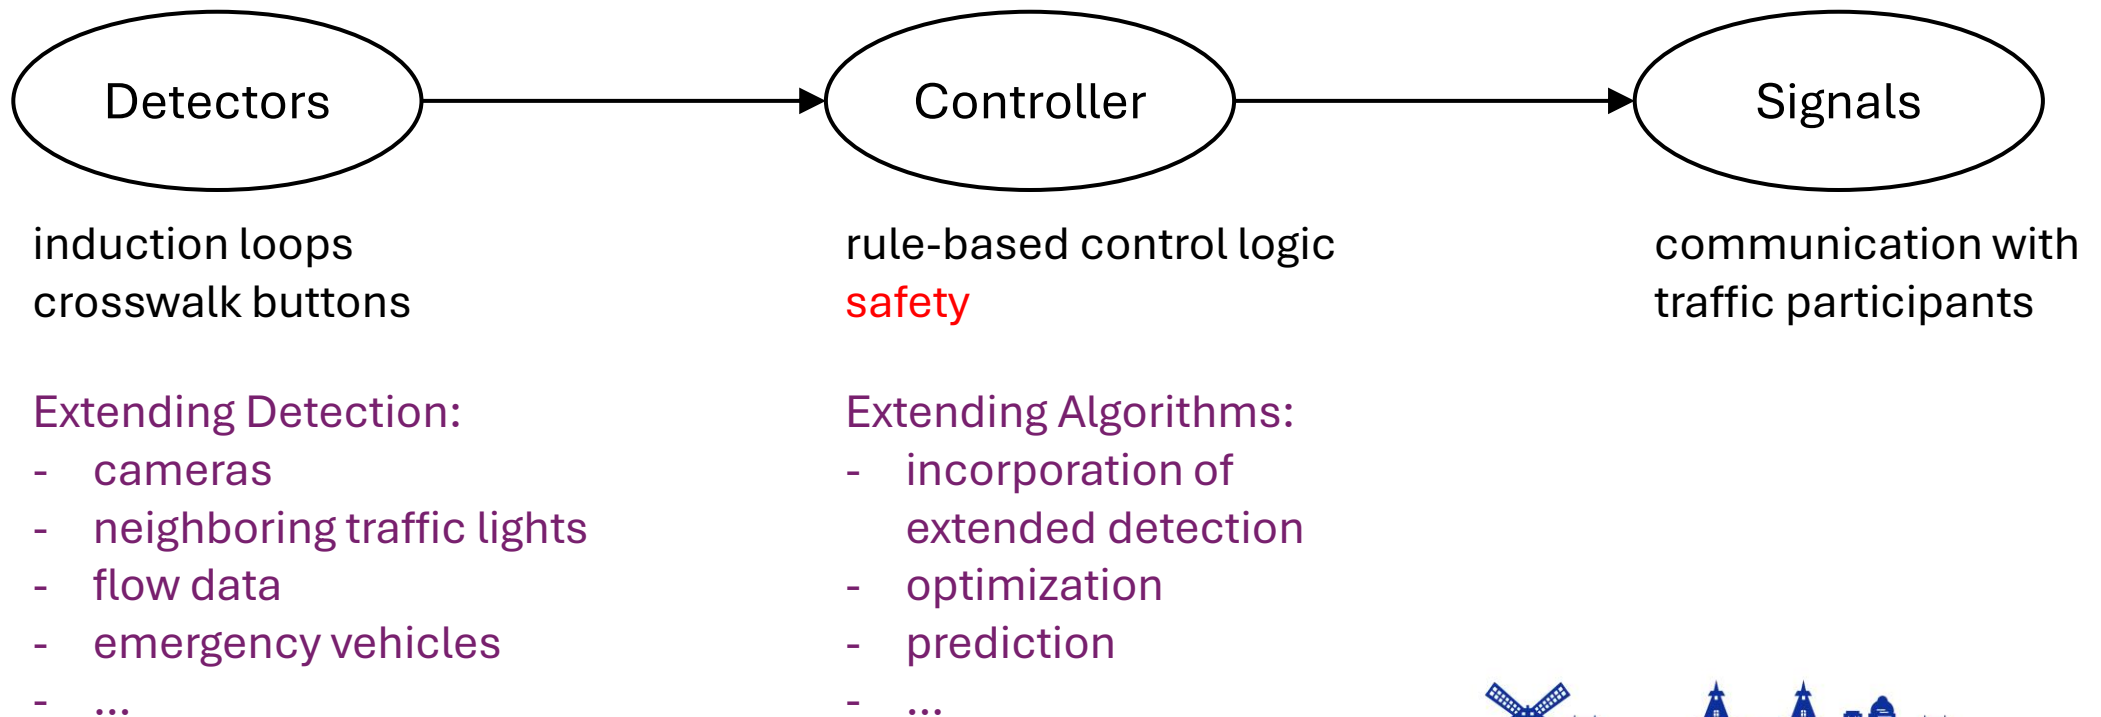 Detectors
Controller
Signals
induction loops
crosswalk buttons
rule-based control logic
safety
communication with
traffic participants
Extending Detection:
- cameras
- neighboring traffic lights
- flow data
- emergency vehicles
- ...
Extending Algorithms:
- incorporation of
extended detection
- optimization
- prediction
- ...